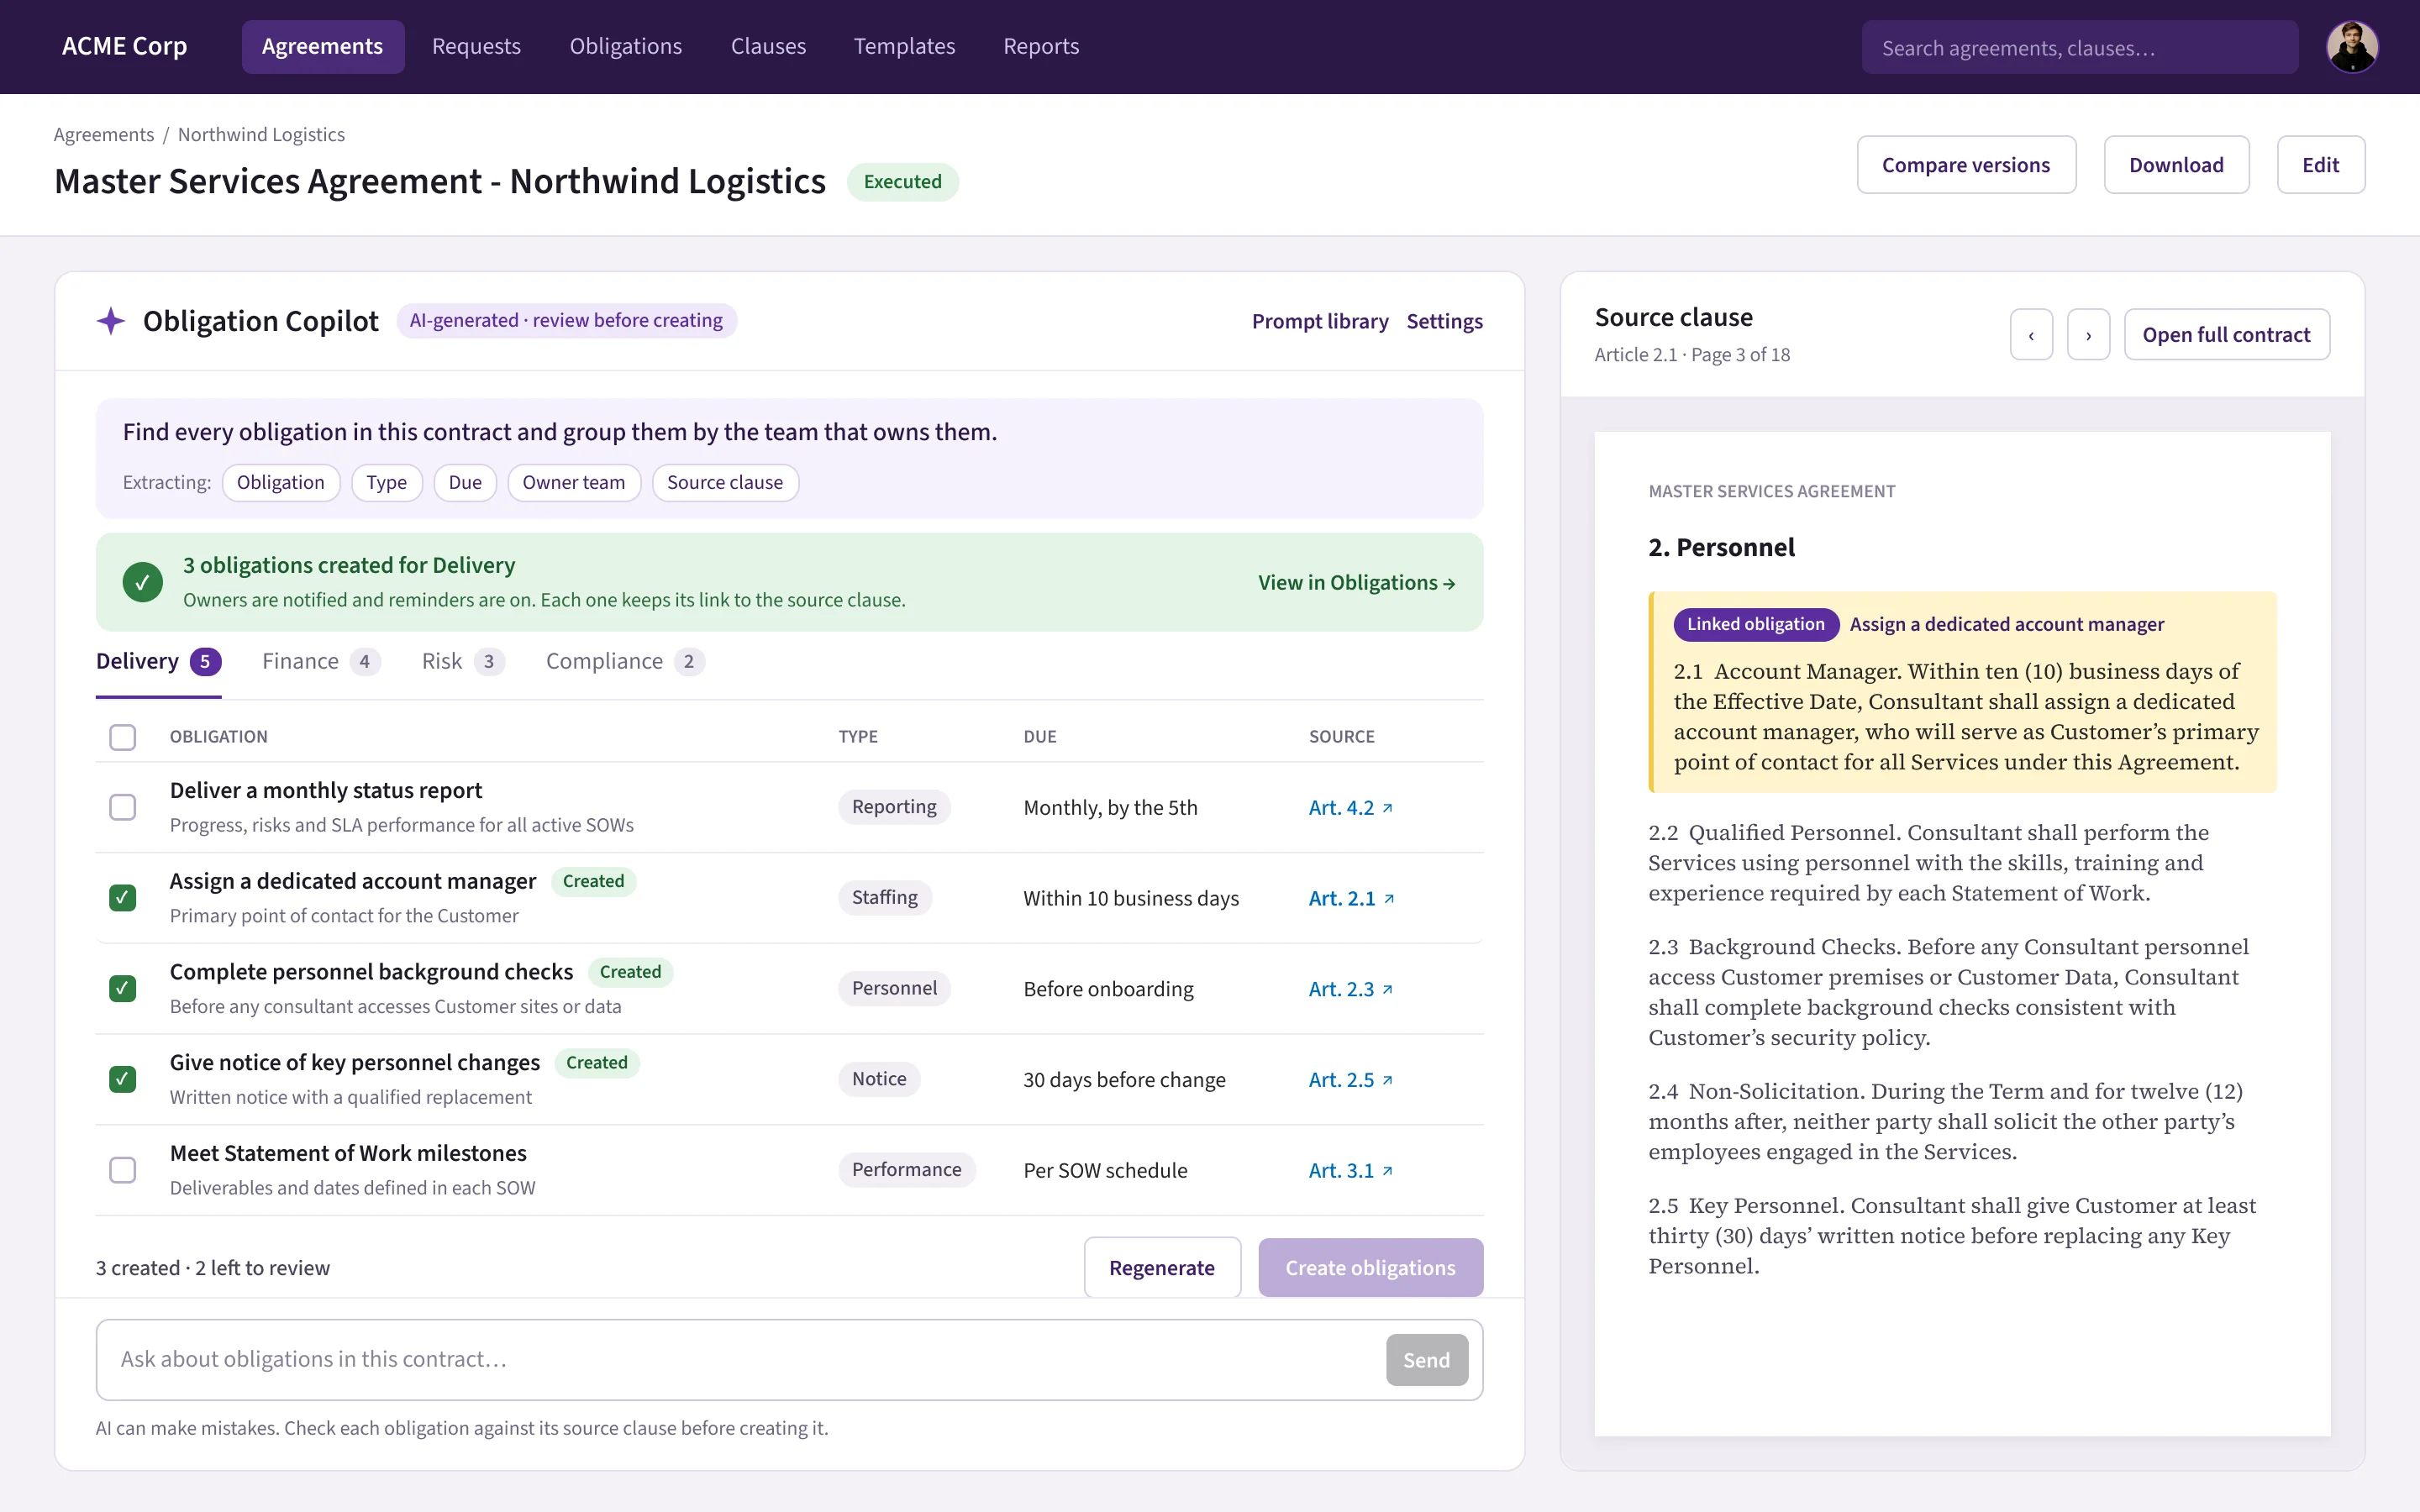 ACME Corp
Agreements
Requests
Obligations
Clauses
Templates
Reports
Search agreements, clauses…
Agreements / Northwind Logistics
Master Services Agreement - Northwind Logistics
Executed
Compare versions
Download
Edit
Obligation Copilot
AI-generated · review before creating
Prompt library
Settings
Find every obligation in this contract and group them by the team that owns them.
Extracting: Obligation Type Due Owner team Source clause
✓
3 obligations created for Delivery
Owners are notified and reminders are on. Each one keeps its link to the source clause.
View in Obligations →
Delivery 5
Finance 4
Risk 3
Compliance 2
OBLIGATION TYPE DUE SOURCE
Deliver a monthly status report
Progress, risks and SLA performance for all active SOWs
Reporting
Monthly, by the 5th
Art. 4.2 ↗
✓
Assign a dedicated account manager Created
Primary point of contact for the Customer
Staffing
Within 10 business days
Art. 2.1 ↗
✓
Complete personnel background checks Created
Before any consultant accesses Customer sites or data
Personnel
Before onboarding
Art. 2.3 ↗
✓
Give notice of key personnel changes Created
Written notice with a qualified replacement
Notice
30 days before change
Art. 2.5 ↗
Meet Statement of Work milestones
Deliverables and dates defined in each SOW
Performance
Per SOW schedule
Art. 3.1 ↗
3 created · 2 left to review
Regenerate
Create obligations
Ask about obligations in this contract…
Send
AI can make mistakes. Check each obligation against its source clause before creating it.
Source clause
Article 2.1 · Page 3 of 18
‹
›
Open full contract
MASTER SERVICES AGREEMENT
2. Personnel
Linked obligation Assign a dedicated account manager
2.1 Account Manager. Within ten (10) business days of
the Effective Date, Consultant shall assign a dedicated
account manager, who will serve as Customer’s primary
point of contact for all Services under this Agreement.
2.2 Qualified Personnel. Consultant shall perform the
Services using personnel with the skills, training and
experience required by each Statement of Work.
2.3 Background Checks. Before any Consultant personnel
access Customer premises or Customer Data, Consultant
shall complete background checks consistent with
Customer’s security policy.
2.4 Non-Solicitation. During the Term and for twelve (12)
months after, neither party shall solicit the other party’s
employees engaged in the Services.
2.5 Key Personnel. Consultant shall give Customer at least
thirty (30) days’ written notice before replacing any Key
Personnel.